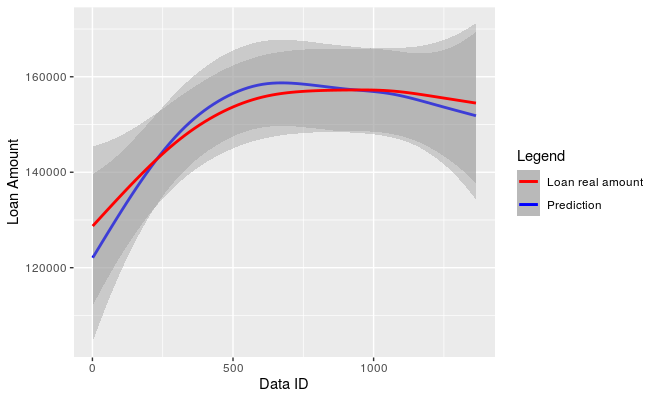 Loan Amount
160000
140000
120000
0
500
1000
Data ID
Legend
Loan real amount
Prediction